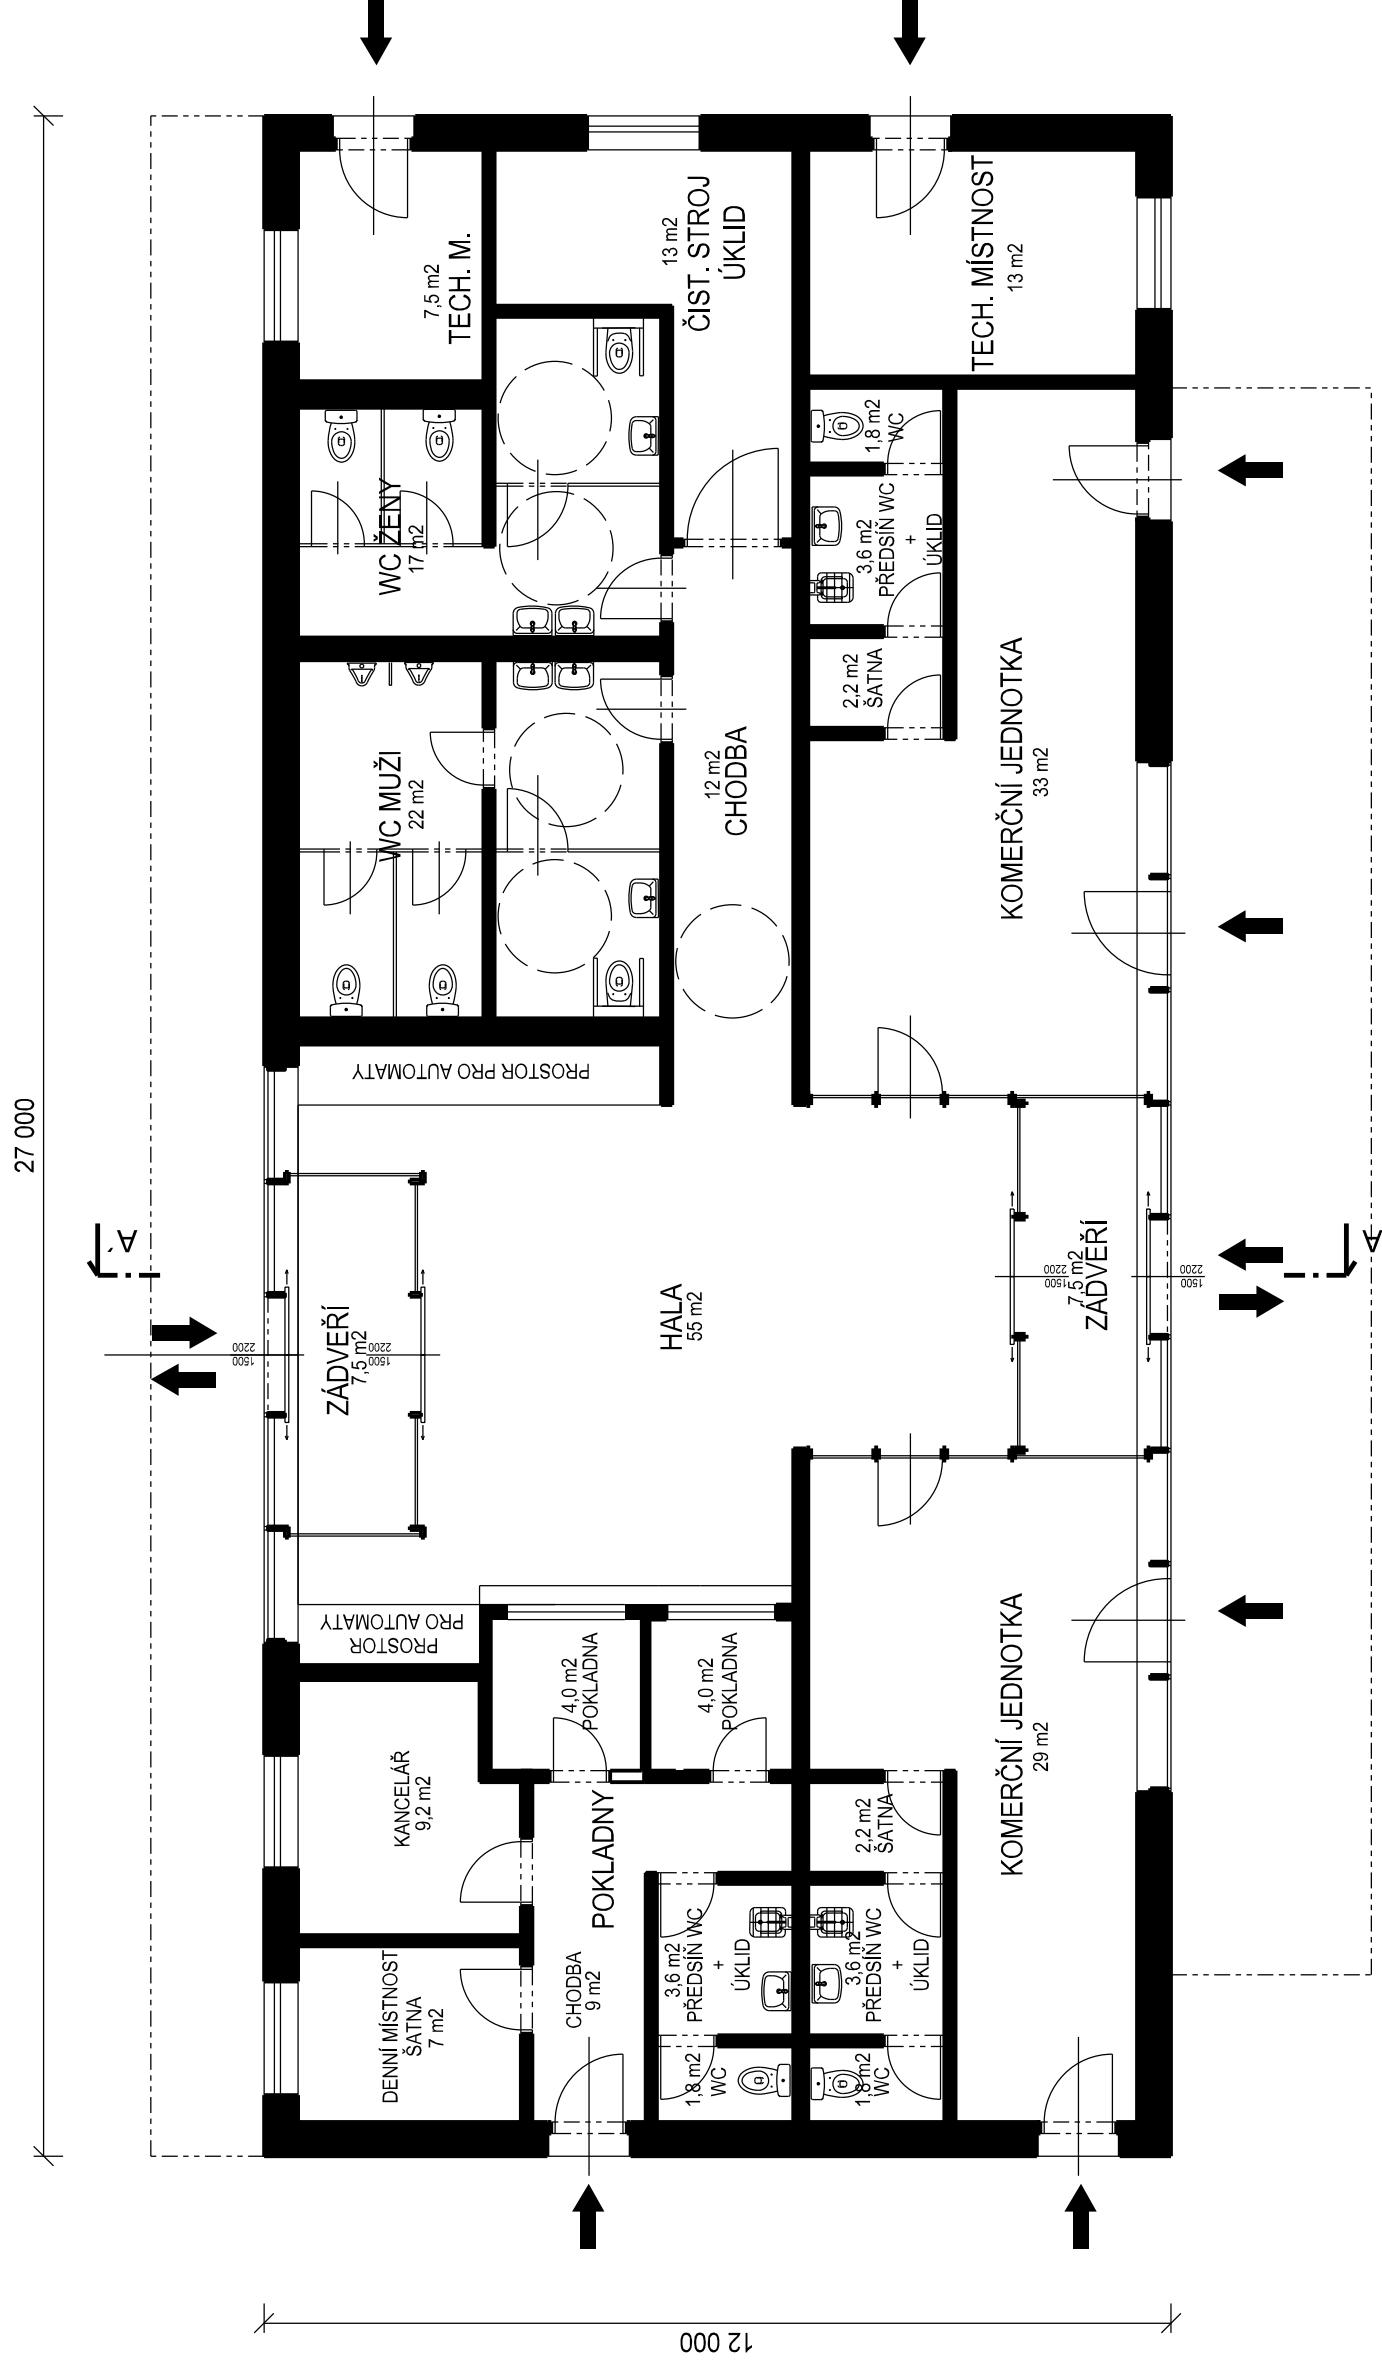 27 000
12 000
7,5 m2
TECH. M.
13 m2
ČIST. STROJ
ÚKLID
TECH. MÍSTNOST
13 m2
WC ŽENY
17 m2
1,8 m2
WC
3,6 m2
PŘEDSÍŇ WC
+
ÚKLID
2,2 m2
ŠATNA
WC MUŽI
22 m2
12 m2
CHODBA
KOMERČNÍ JEDNOTKA
33 m2
PROSTOR PRO AUTOMATY
A´
A
ZÁDVEŘÍ
7,5 m2
1500
2200
1500
2200
HALA
55 m2
7,5 m2
ZÁDVEŘÍ
1500
2200
1500
2200
PROSTOR
PRO AUTOMATY
4,0 m2
POKLADNA
4,0 m2
POKLADNA
KANCELÁŘ
9,2 m2
POKLADNY
2,2 m2
ŠATNA
KOMERČNÍ JEDNOTKA
29 m2
DENNÍ MÍSTNOST
ŠATNA
7 m2
CHODBA
9 m2
3,6 m2
PŘEDSÍŇ WC
+
ÚKLID
3,6 m2
PŘEDSÍŇ WC
+
ÚKLID
1,8 m2
WC
1,8 m2
WC